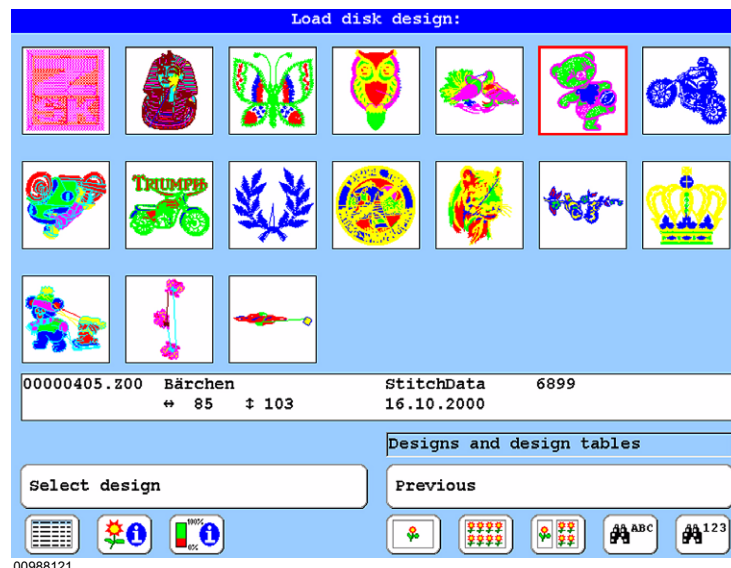 Load disk design:
TRIUMPH
00000405.Z00 Bärchen StitchData 6899
↔ 85 ↕ 103 16.10.2000
Designs and design tables
Select design Previous
100% 0% ABC 123
00988121